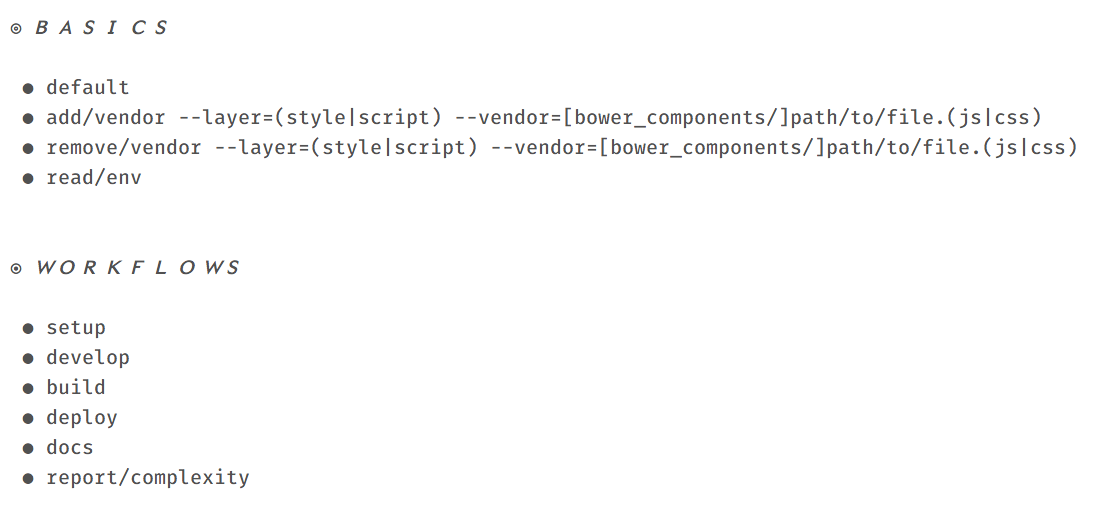 ◉ B A S I C S
● default
● add/vendor --layer=(style|script) --vendor=[bower_components/]path/to/file.(js|css)
● remove/vendor --layer=(style|script) --vendor=[bower_components/]path/to/file.(js|css)
● read/env
◉ W O R K F L O W S
● setup
● develop
● build
● deploy
● docs
● report/complexity